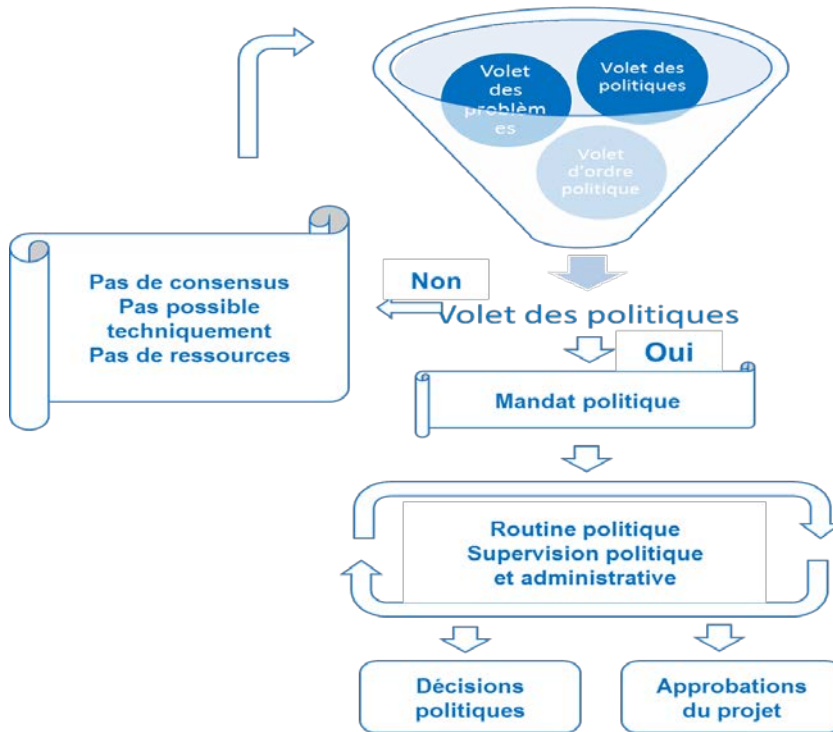 Volet
des
problèm
es
Volet des
politiques
Volet
d'ordre
politique
Non
Pas de consensus
Pas possible
techniquement
Pas de ressources
Volet des politiques
Oui
Mandat politique
Routine politique
Supervision politique
et administrative
Décisions
politiques
Approbations
du projet